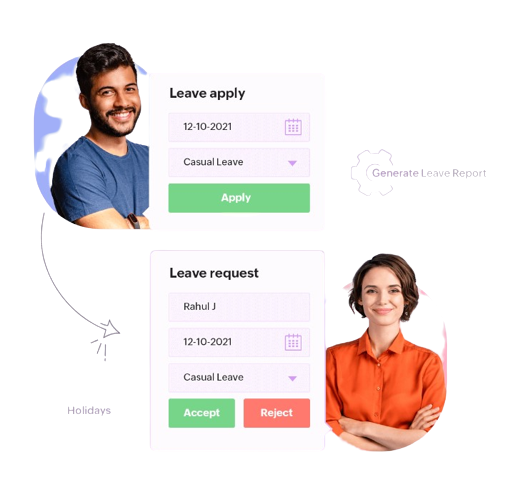 Leave apply
12-10-2021
Casual Leave
Apply
Generate Leave Report
Leave request
Rahul J
12-10-2021
Casual Leave
Accept Reject
Holidays